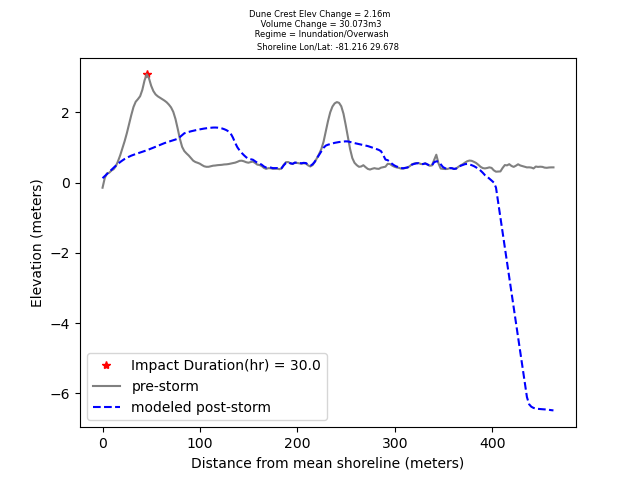 Dune Crest Elev Change = 2.16m
Volume Change = 30.073m3
Regime = Inundation/Overwash
Shoreline Lon/Lat: -81.216 29.678
2
0
−2
−4
−6
Elevation (meters)
Impact Duration(hr) = 30.0
pre-storm
modeled post-storm
0 100 200 300 400
Distance from mean shoreline (meters)